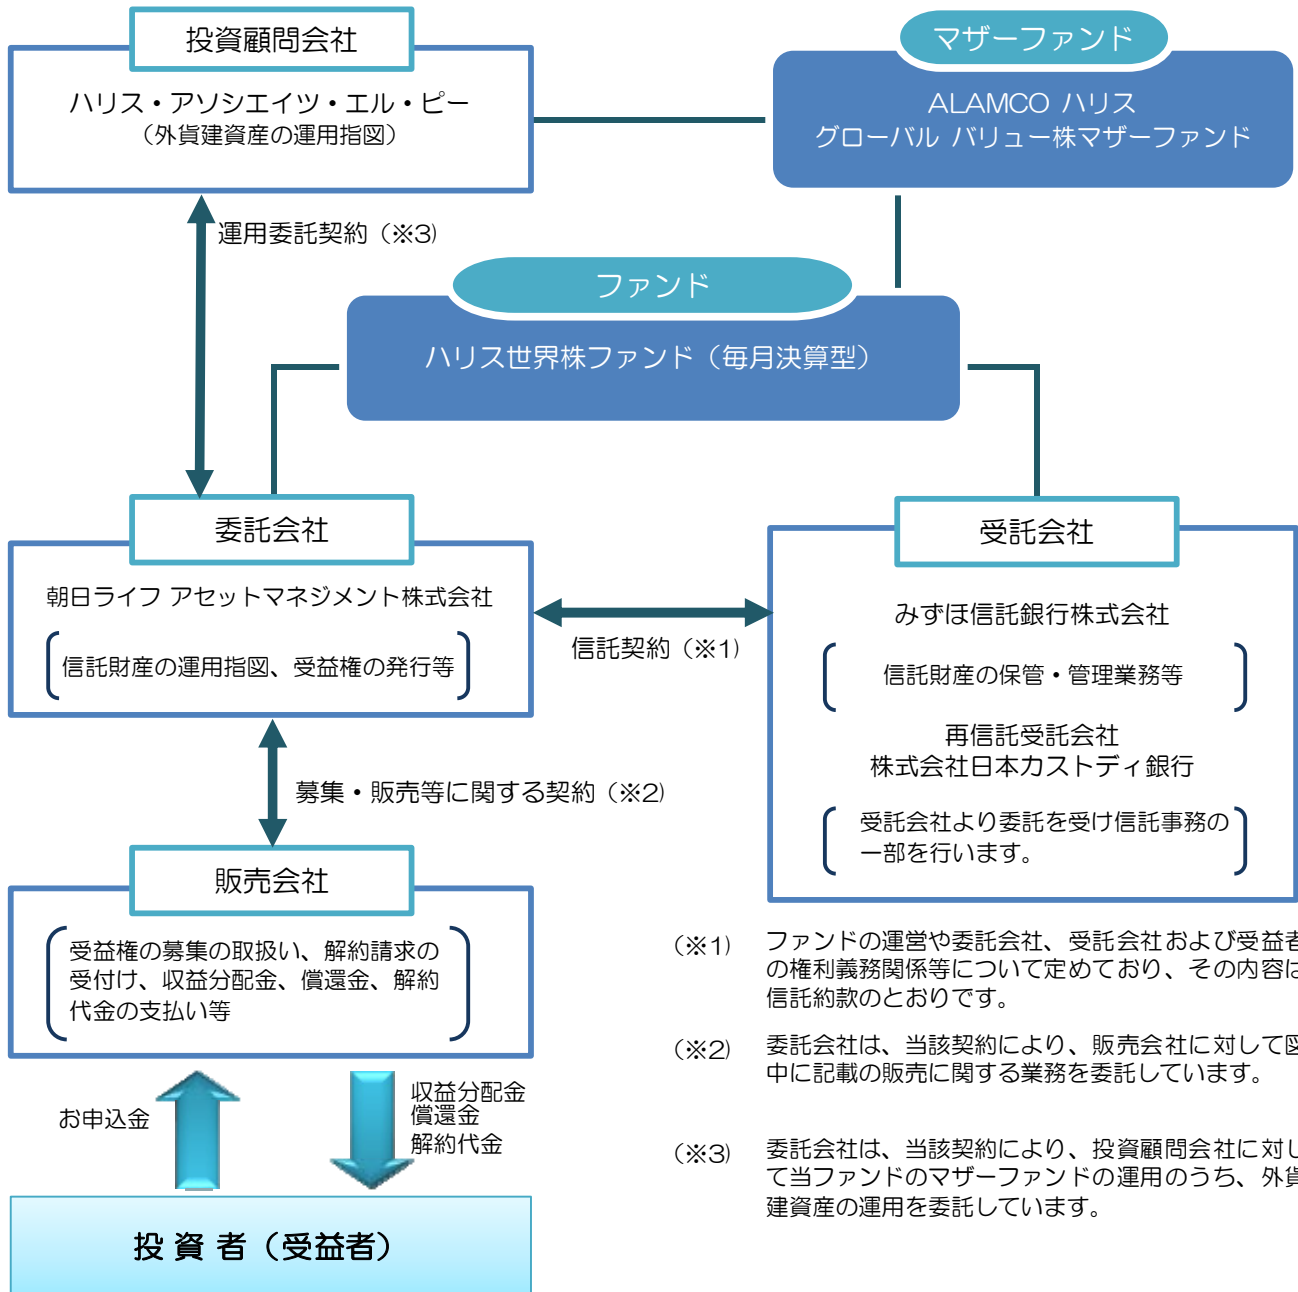 投資顧問会社
ハリス・アソシエイツ・エル・ピー
（外貨建資産の運用指図）
マザーファンド
ALAMCO ハリス
グローバル バリュー株マザーファンド
運用委託契約（※3）
ファンド
ハリス世界株ファンド（毎月決算型）
委託会社
朝日ライフ アセットマネジメント株式会社
信託財産の運用指図、受益権の発行等
信託契約（※1）
受託会社
みずほ信託銀行株式会社
信託財産の保管・管理業務等
再信託受託会社
株式会社日本カストディ銀行
受託会社より委託を受け信託事務の
一部を行います。
募集・販売等に関する契約（※2）
販売会社
受益権の募集の取扱い、解約請求の
受付け、収益分配金、償還金、解約
代金の支払い等
お申込金
収益分配金
償還金
解約代金
投 資 者（受益者）
（※1） ファンドの運営や委託会社、受託会社および受益者
の権利義務関係等について定めており、その内容は
信託約款のとおりです。
（※2） 委託会社は、当該契約により、販売会社に対して図
中に記載の販売に関する業務を委託しています。
（※3） 委託会社は、当該契約により、投資顧問会社に対し
て当ファンドのマザーファンドの運用のうち、外貨
建資産の運用を委託しています。